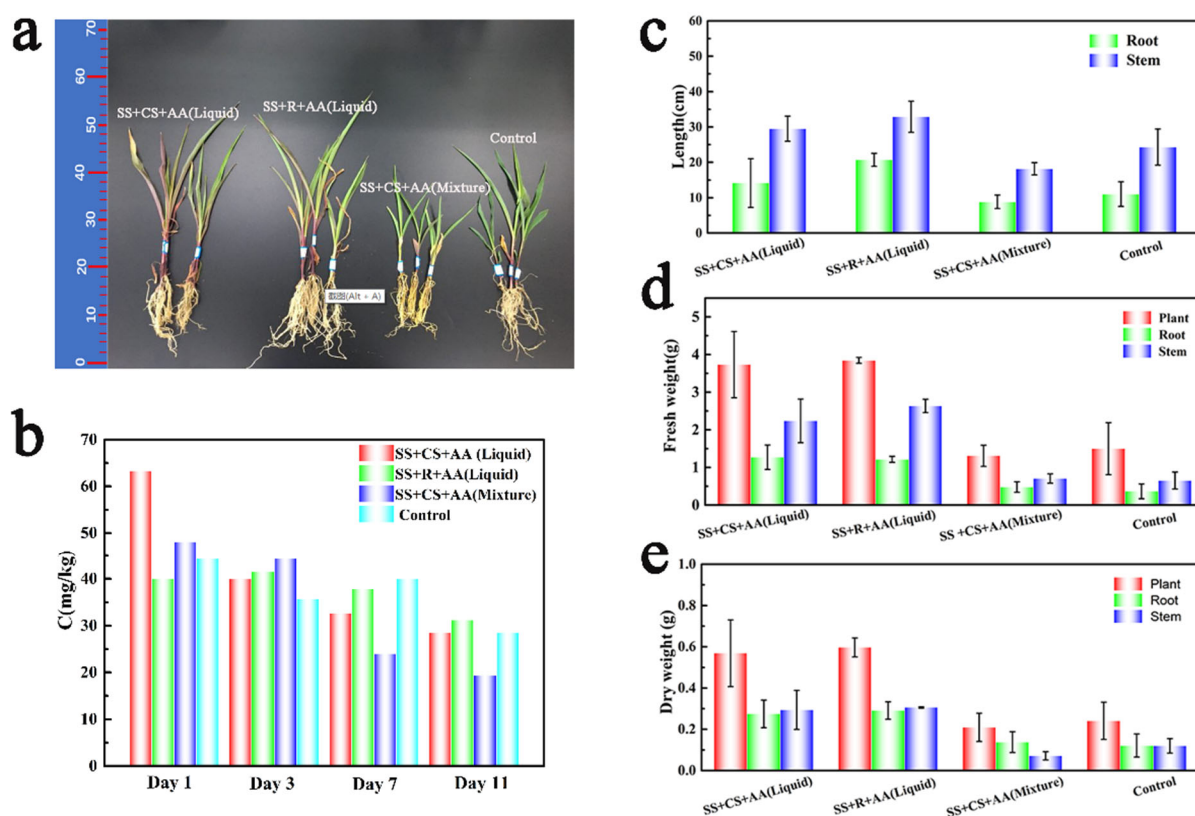 a
70
60
50
40
30
20
10
0
SS+CS+AA(Liquid)
SS+R+AA(Liquid)
SS+CS+AA(Mixture)
Control
截图(Alt + A)
b
C(mg/kg)
70
60
50
40
30
20
10
0
SS+CS+AA (Liquid)
SS+R+AA(Liquid)
SS+CS+AA(Mixture)
Control
Day 1
Day 3
Day 7
Day 11
c
Length(cm)
60
50
40
30
20
10
0
Root
Stem
SS+CS+AA(Liquid)
SS+R+AA(Liquid)
SS+CS+AA(Mixture)
Control
d
Fresh weight(g)
5
4
3
2
1
0
Plant
Root
Stem
SS+CS+AA(Liquid)
SS+R+AA(Liquid)
SS +CS+AA(Mixture)
Control
e
Dry weight (g)
1.0
0.8
0.6
0.4
0.2
0.0
Plant
Root
Stem
SS+CS+AA(Liquid)
SS+R+AA(Liquid)
SS+CS+AA(Mixture)
Control